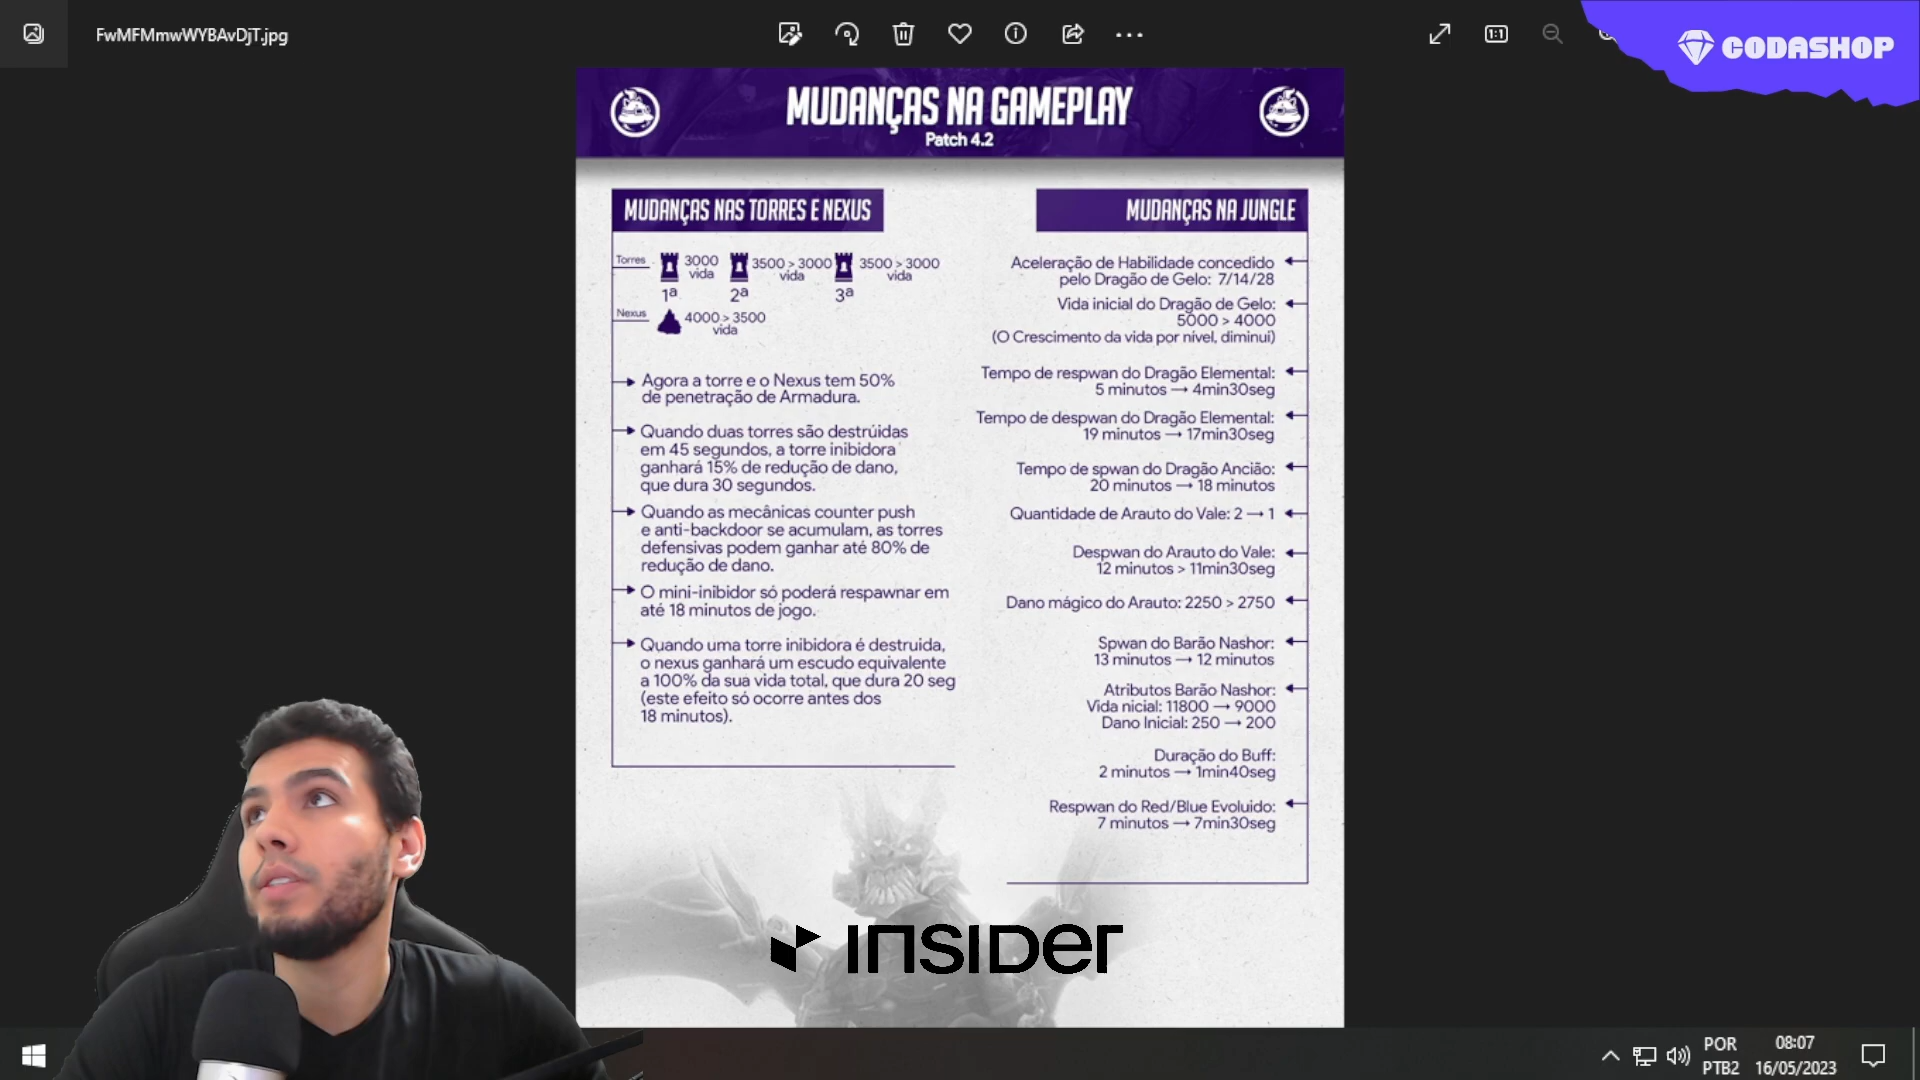 FwMFMmwWYBAvDjT.jpg
1:1
CODASHOP
MUDANÇAS NA GAMEPLAY
Patch 4.2
MUDANÇAS NAS TORRES E NEXUS
Torres
3000
vida
1ª
3500 > 3000
vida
2ª
3500 > 3000
vida
3ª
Nexus
4000 > 3500
vida
Agora a torre e o Nexus tem 50%
de penetração de Armadura.
Quando duas torres são destrúidas
em 45 segundos, a torre inibidora
ganhará 15% de redução de dano,
que dura 30 segundos.
Quando as mecânicas counter push
e anti-backdoor se acumulam, as torres
defensivas podem ganhar até 80% de
redução de dano.
O mini-inibidor só poderá respawnar em
até 18 minutos de jogo.
Quando uma torre inibidora é destruida,
o nexus ganhará um escudo equivalente
a 100% da sua vida total, que dura 20 seg
(este efeito só ocorre antes dos
18 minutos).
MUDANÇAS NA JUNGLE
Aceleração de Habilidade concedido
pelo Dragão de Gelo: 7/14/28
Vida inicial do Dragão de Gelo:
5000 > 4000
(O Crescimento da vida por nível, diminui)
Tempo de respwan do Dragão Elemental:
5 minutos → 4min30seg
Tempo de despwan do Dragão Elemental:
19 minutos → 17min30seg
Tempo de spwan do Dragão Ancião:
20 minutos → 18 minutos
Quantidade de Arauto do Vale: 2 → 1
Despwan do Arauto do Vale:
12 minutos > 11min30seg
Dano mágico do Arauto: 2250 > 2750
Spwan do Barão Nashor:
13 minutos → 12 minutos
Atributos Barão Nashor:
Vida nicial: 11800 → 9000
Dano Inicial: 250 → 200
Duração do Buff:
2 minutos → 1min40seg
Respwan do Red/Blue Evoluido:
7 minutos → 7min30seg
INSIDER
POR
PTB2
08:07
16/05/2023